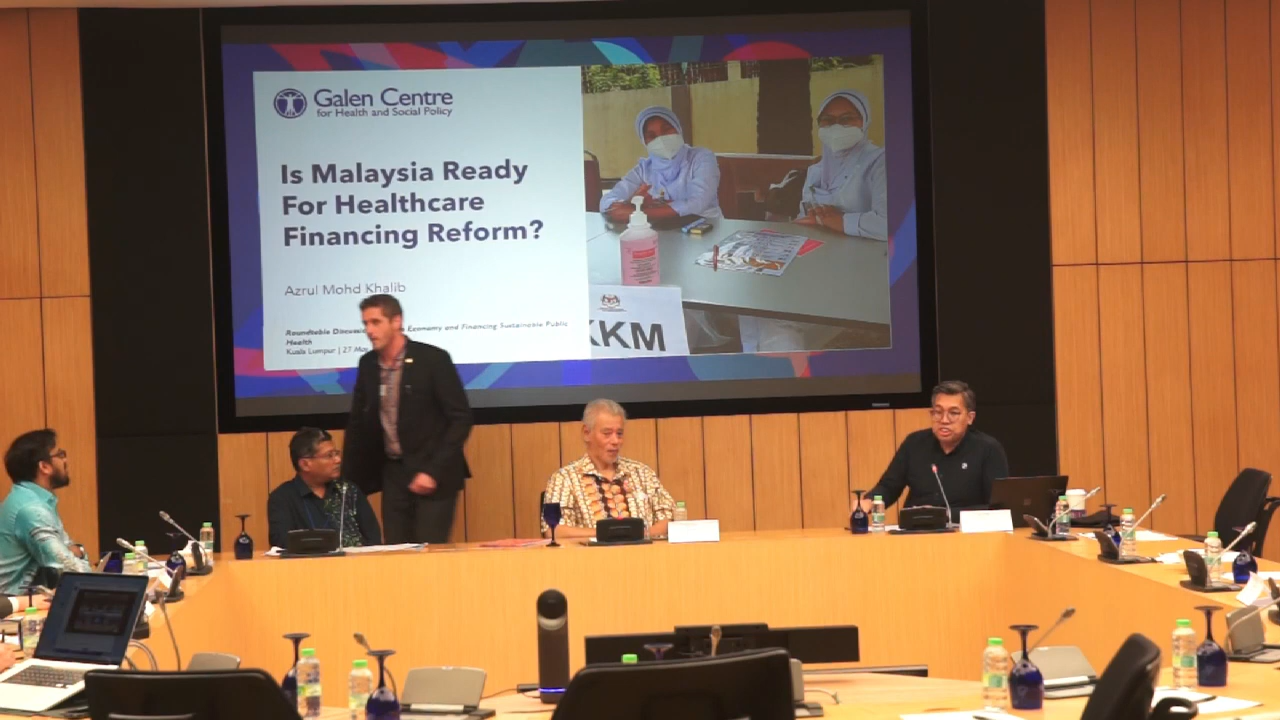 Galen Centre
for Health and Social Policy
Is Malaysia Ready
For Healthcare
Financing Reform?
Azrul Mohd Khalib
Roundtable Economy and Financing Sustainable Public
Health
Kuala Lumpur | 27
KKM